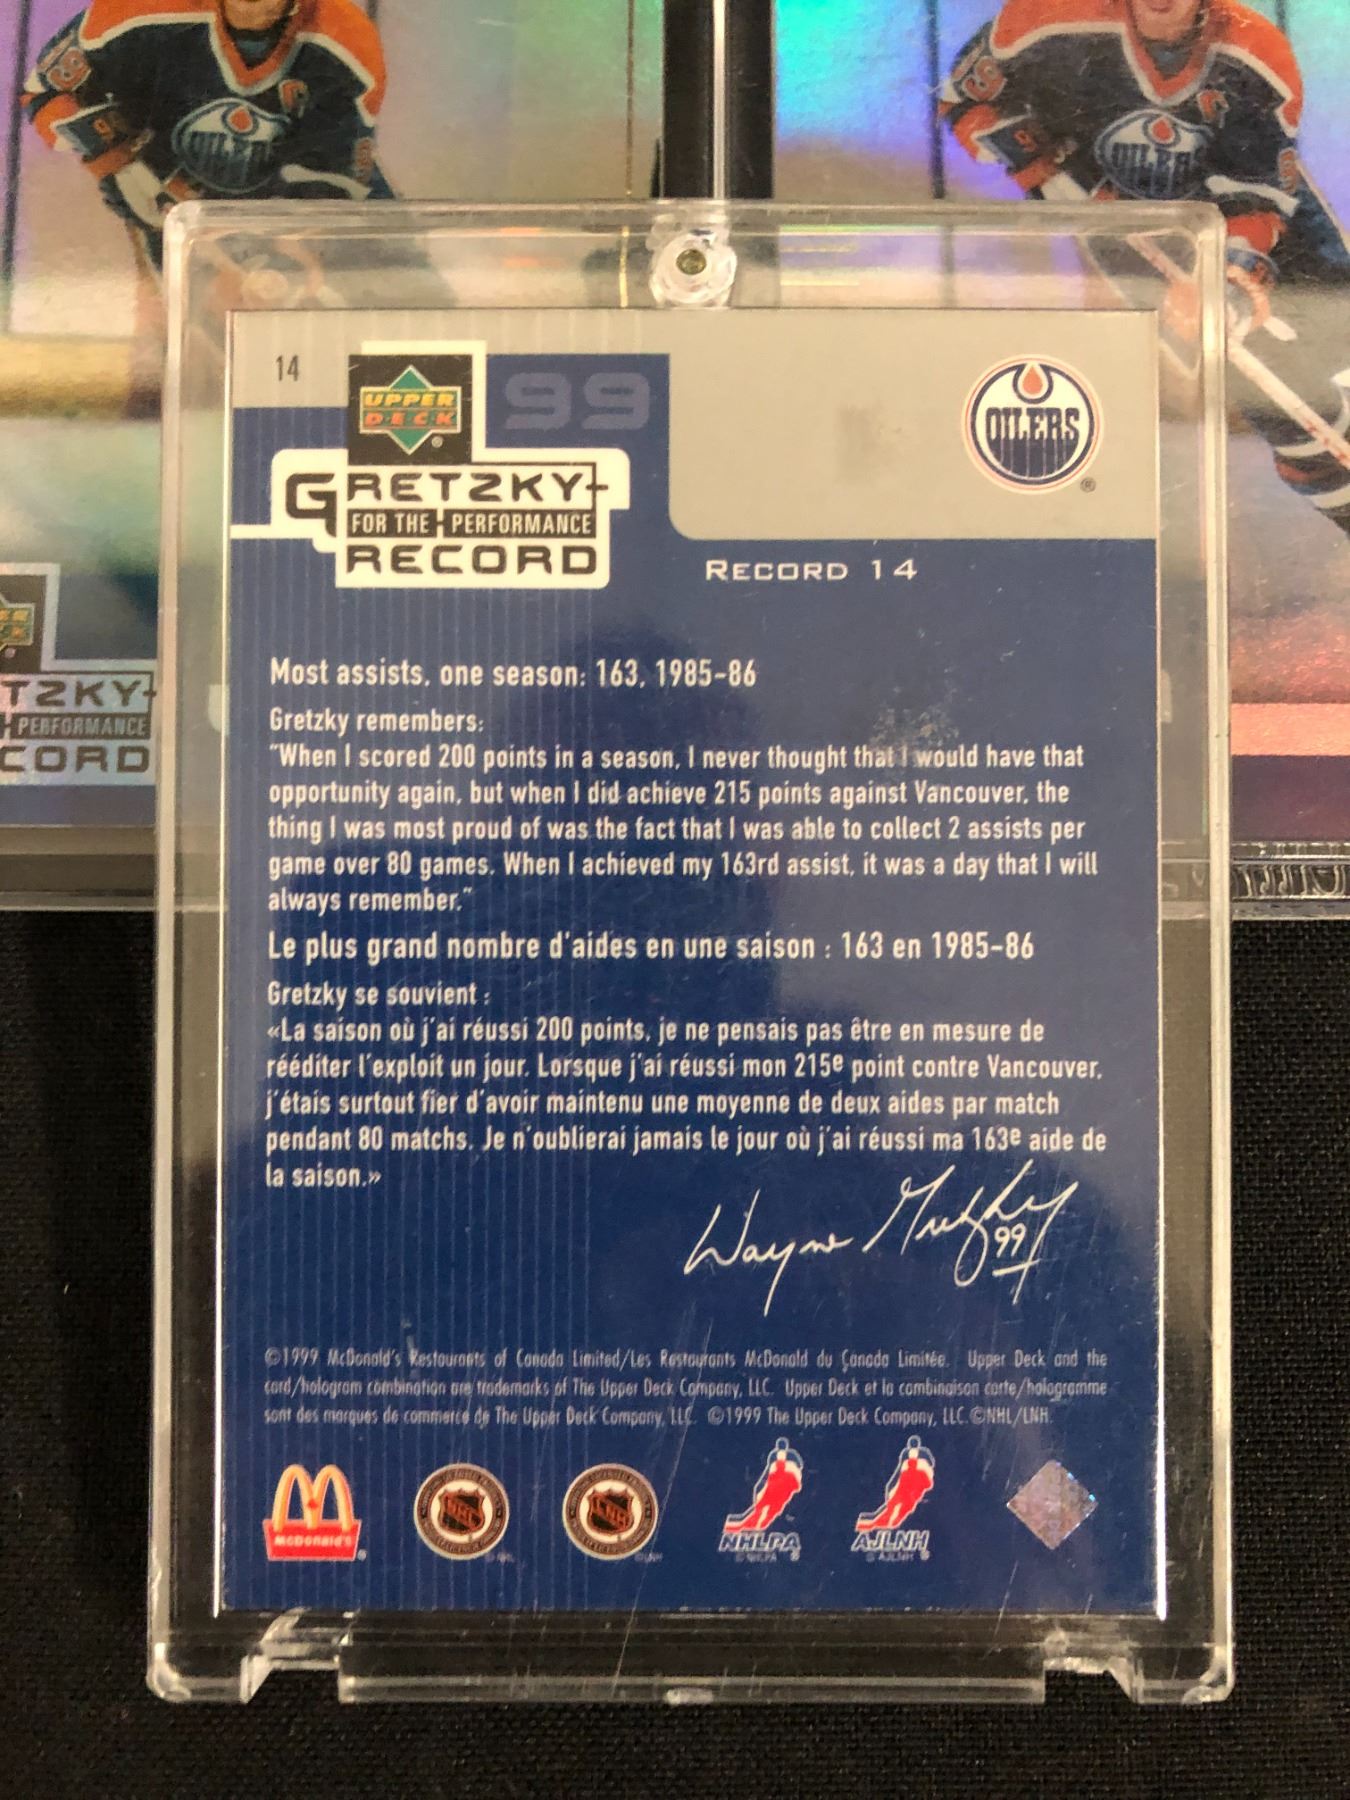 OILERS
OILERS
14
UPPER
DECK
99
OILERS
®
GRETZKY
FOR THE PERFORMANCE
RECORD
RECORD 14
TZKY
PERFORMANCE
CORD
Most assists, one season: 163, 1985-86
Gretzky remembers:
"When I scored 200 points in a season, I never thought that I would have that
opportunity again, but when I did achieve 215 points against Vancouver, the
thing I was most proud of was the fact that I was able to collect 2 assists per
game over 80 games. When I achieved my 163rd assist, it was a day that I will
always remember."
Le plus grand nombre d'aides en une saison : 163 en 1985-86
Gretzky se souvient :
«La saison où j'ai réussi 200 points, je ne pensais pas être en mesure de
rééditer l'exploit un jour. Lorsque j'ai réussi mon 215e point contre Vancouver,
j'étais surtout fier d'avoir maintenu une moyenne de deux aides par match
pendant 80 matchs. Je n'oublierai jamais le jour où j'ai réussi ma 163e aide de
la saison.»
Wayne Gretzky
99
©1999 McDonald's Restaurants of Canada Limited/Les Restaurants McDonald du Canada Limitée. Upper Deck and the
card/hologram combination are trademarks of The Upper Deck Company, LLC. Upper Deck et la combinaison carte/hologramme
sont des marques de commerce de The Upper Deck Company, LLC. ©1999 The Upper Deck Company, LLC. ©NHL/LNH.
McDonald's
NHL
LNH
NHLPA
AJLNH